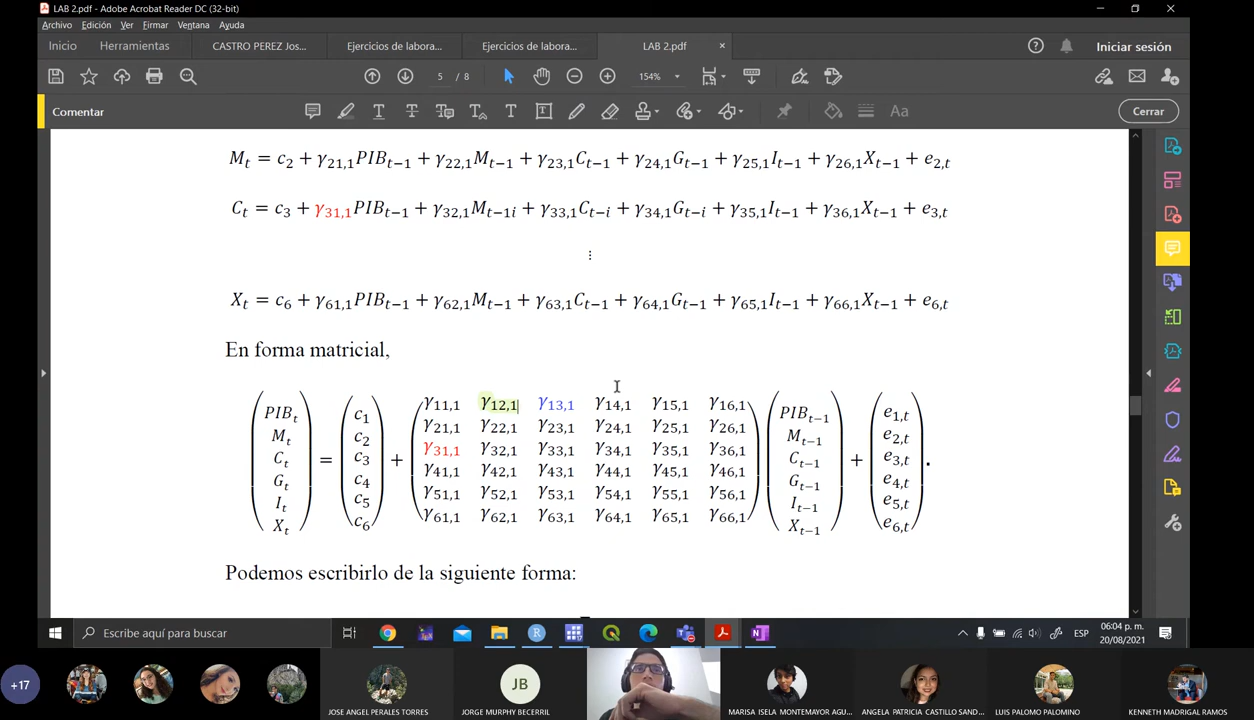 LAB 2.pdf - Adobe Acrobat Reader DC (32-bit)
Archivo Edición Ver Firmar Ventana Ayuda
Inicio Herramientas CASTRO PEREZ Jos... Ejercicios de labora... Ejercicios de labora... LAB 2.pdf × Iniciar sesión
5 / 8 154%
Comentar Cerrar
M_t = c_2 + γ_{21,1}PIB_{t−1} + γ_{22,1}M_{t−1} + γ_{23,1}C_{t−1} + γ_{24,1}G_{t−1} + γ_{25,1}I_{t−1} + γ_{26,1}X_{t−1} + e_{2,t}
C_t = c_3 + γ_{31,1}PIB_{t−1} + γ_{32,1}M_{t−1i} + γ_{33,1}C_{t−i} + γ_{34,1}G_{t−i} + γ_{35,1}I_{t−1} + γ_{36,1}X_{t−1} + e_{3,t}
⋮
X_t = c_6 + γ_{61,1}PIB_{t−1} + γ_{62,1}M_{t−1} + γ_{63,1}C_{t−1} + γ_{64,1}G_{t−1} + γ_{65,1}I_{t−1} + γ_{66,1}X_{t−1} + e_{6,t}
En forma matricial,
PIB_t c_1 γ_{11,1} γ_{12,1} γ_{13,1} γ_{14,1} γ_{15,1} γ_{16,1} PIB_{t−1} e_{1,t}
M_t c_2 γ_{21,1} γ_{22,1} γ_{23,1} γ_{24,1} γ_{25,1} γ_{26,1} M_{t−1} e_{2,t}
C_t = c_3 + γ_{31,1} γ_{32,1} γ_{33,1} γ_{34,1} γ_{35,1} γ_{36,1} C_{t−1} + e_{3,t} .
G_t c_4 γ_{41,1} γ_{42,1} γ_{43,1} γ_{44,1} γ_{45,1} γ_{46,1} G_{t−1} e_{4,t}
I_t c_5 γ_{51,1} γ_{52,1} γ_{53,1} γ_{54,1} γ_{55,1} γ_{56,1} I_{t−1} e_{5,t}
X_t c_6 γ_{61,1} γ_{62,1} γ_{63,1} γ_{64,1} γ_{65,1} γ_{66,1} X_{t−1} e_{6,t}
Podemos escribirlo de la siguiente forma:
Escribe aquí para buscar ESP 06:04 p. m.
20/08/2021
+17 JB
JOSE ANGEL PERALES TORRES JORGE MURPHY BECERRIL MARISA ISELA MONTEMAYOR AGU... ANGELA PATRICIA CASTILLO SAND... LUIS PALOMO PALOMINO KENNETH MADRIGAL RAMOS